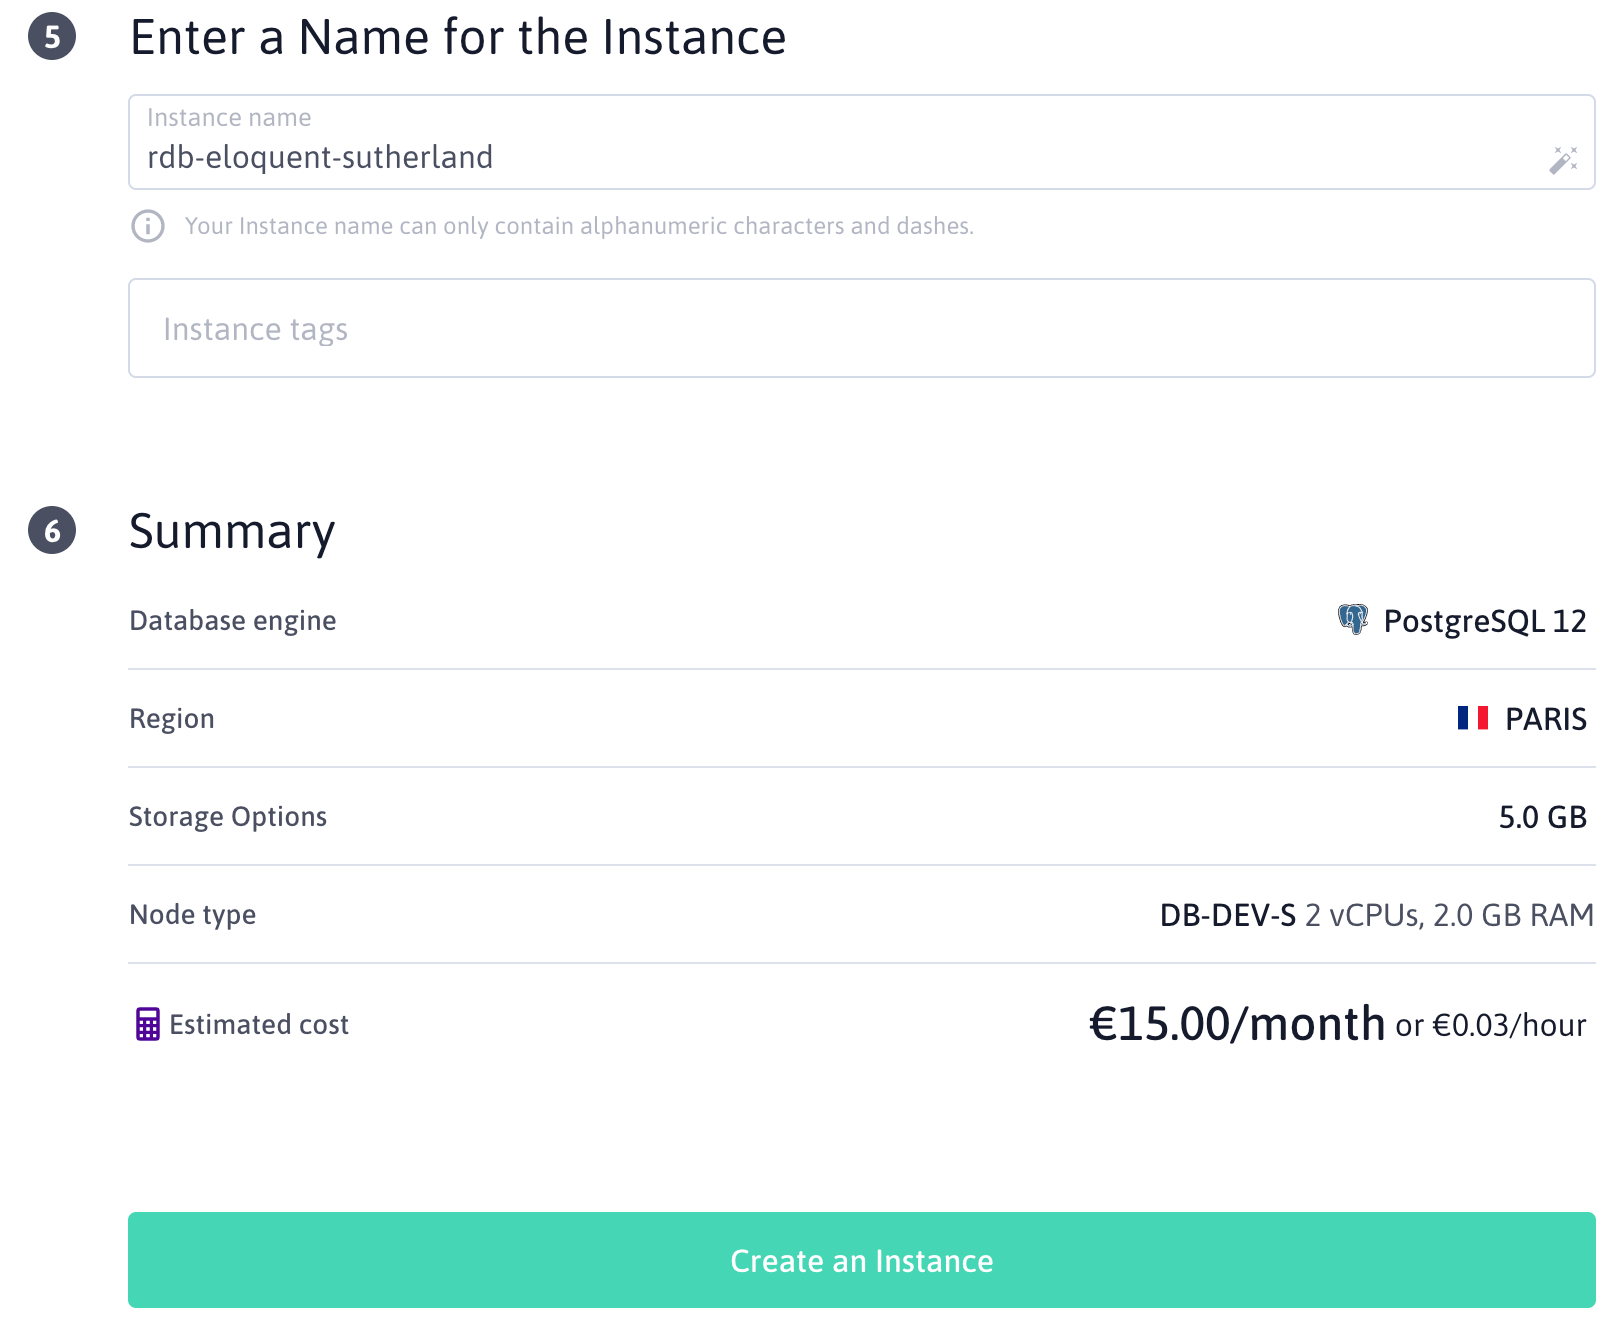 5 Enter a Name for the Instance
Instance name
rdb-eloquent-sutherland
Your Instance name can only contain alphanumeric characters and dashes.
Instance tags
6 Summary
Database engine PostgreSQL 12
Region PARIS
Storage Options 5.0 GB
Node type DB-DEV-S 2 vCPUs, 2.0 GB RAM
Estimated cost €15.00/month or €0.03/hour
Create an Instance